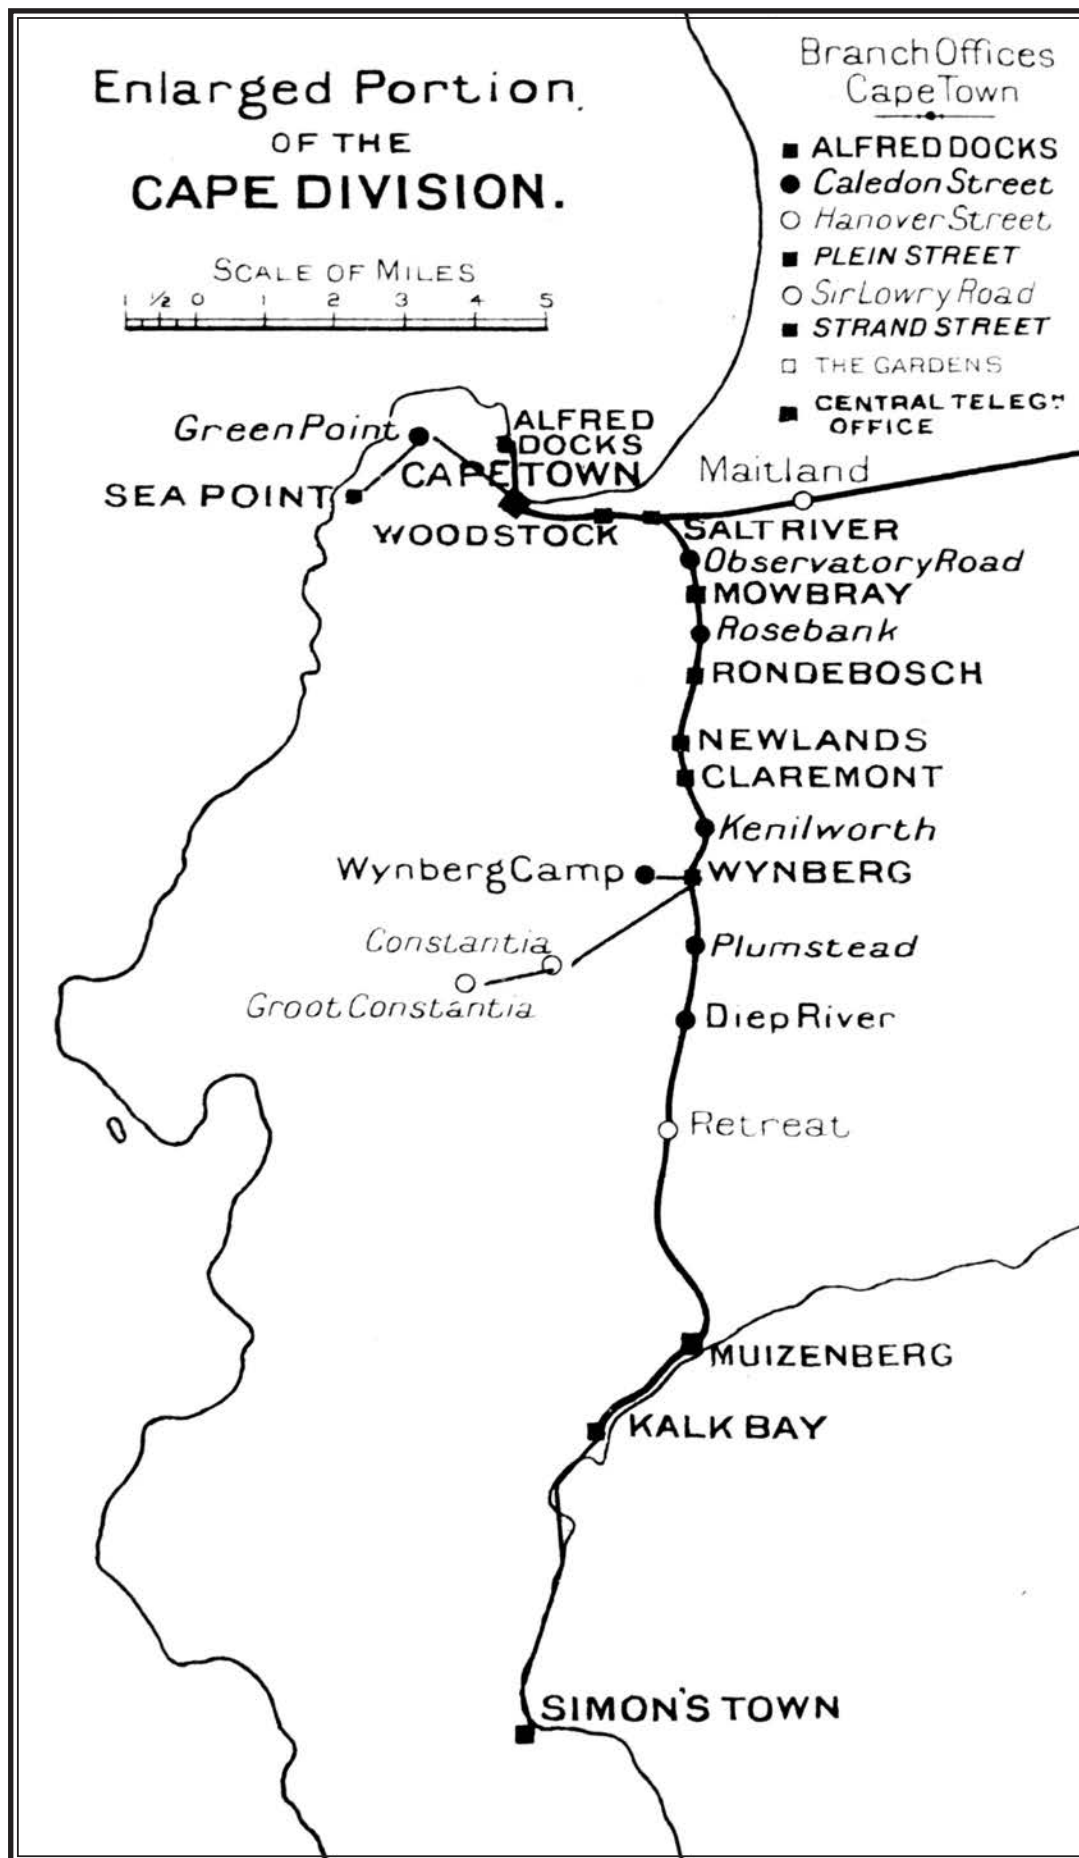 Enlarged Portion
OF THE
CAPE DIVISION.
SCALE OF MILES
1 1/2 0 1 2 3 4 5
Branch Offices
Cape Town
ALFRED DOCKS
Caledon Street
Hanover Street
PLEIN STREET
Sir Lowry Road
STRAND STREET
THE GARDENS
CENTRAL TELEGM
OFFICE
Green Point
ALFRED
DOCKS
CAPE TOWN
SEA POINT
Maitland
WOODSTOCK
SALT RIVER
Observatory Road
MOWBRAY
Rosebank
RONDEBOSCH
NEWLANDS
CLAREMONT
Kenilworth
Wynberg Camp
WYNBERG
Constantia
Plumstead
Groot Constantia
Diep River
Retreat
MUIZENBERG
KALK BAY
SIMON'S TOWN